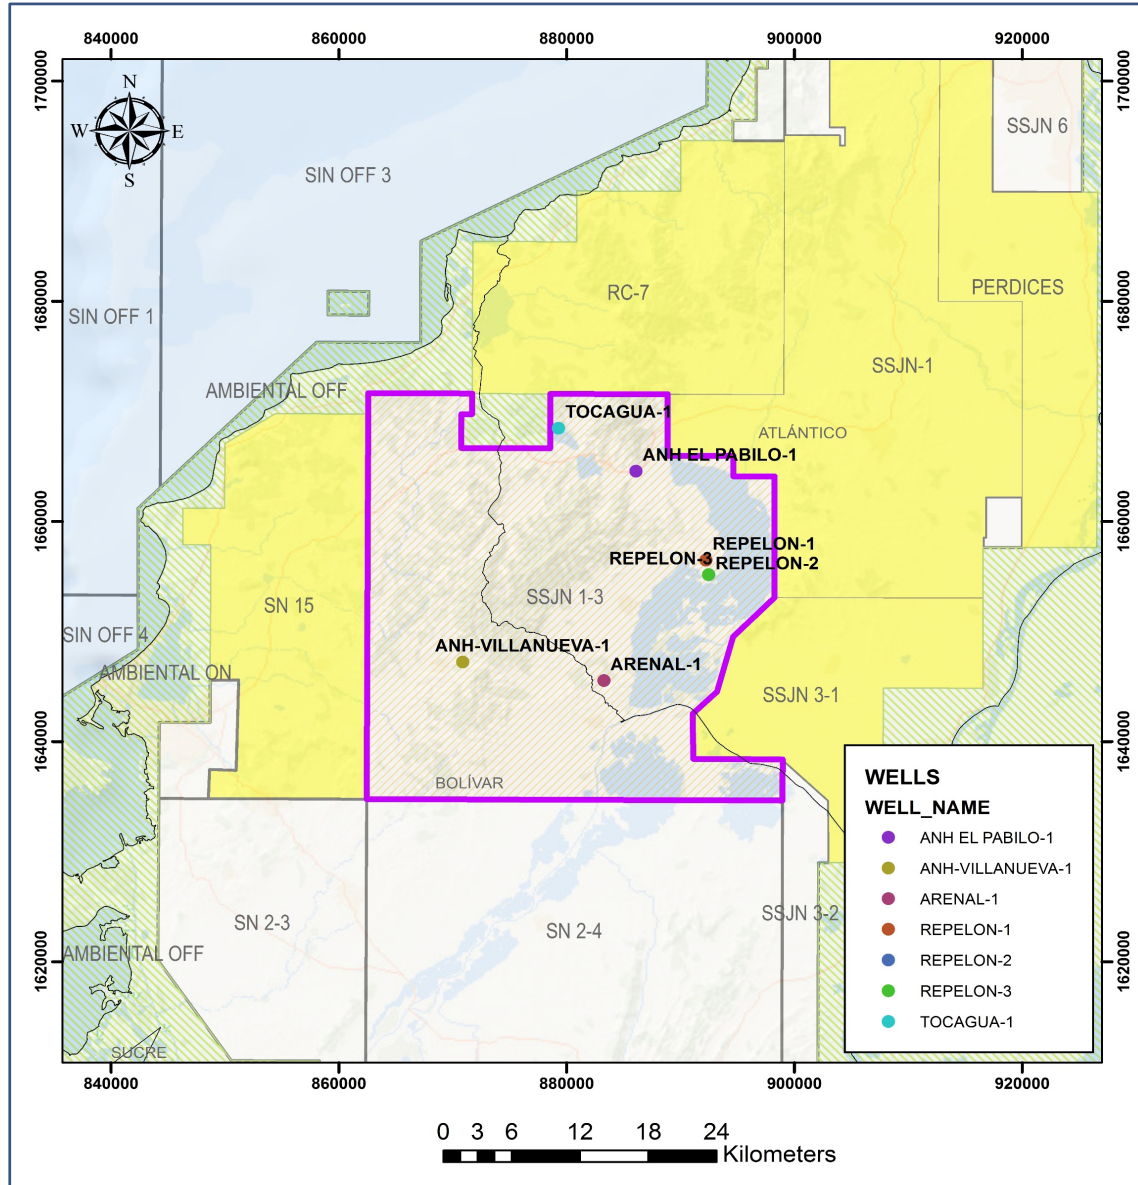 840000 860000 880000 900000 920000
1700000 1700000
N
W E
S
SSJN 6
SIN OFF 3
RC-7
PERDICES
1680000 1680000
SIN OFF 1
SSJN-1
AMBIENTAL OFF
TOCAGUA-1
ATLÁNTICO
ANH EL PABILO-1
1660000 1660000
REPELON-1
REPELON-3
REPELON-2
SN 15
SSJN 1-3
SIN OFF 4
ANH-VILLANUEVA-1
ARENAL-1
AMBIENTAL ON
SSJN 3-1
1640000 1640000
BOLÍVAR
WELLS
WELL_NAME
ANH EL PABILO-1
ANH-VILLANUEVA-1
ARENAL-1
REPELON-1
REPELON-2
REPELON-3
TOCAGUA-1
SN 2-3
SN 2-4
SSJN 3-2
AMBIENTAL OFF
1620000 1620000
SUCRE
840000 860000 880000 900000 920000
0 3 6 12 18 24
Kilometers